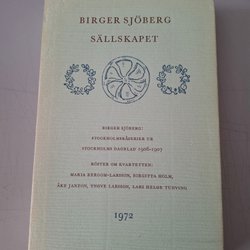 BIRGER SJÖBERG
SÄLLSKAPET
BIRGER SJÖBERG:
STOCKHOLMSRÅDERIER UR
STOCKHOLMS DAGBLAD 1906-1907
RÖSTER OM KVARTETTEN:
MARIA BERGOM-LARSSON, BIRGITTA HOLM,
ÅKE JANZON, YNGVE LARSSON, LARS HELGE TUNVING
1972